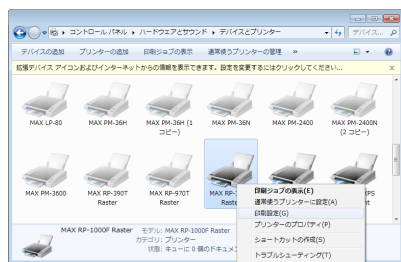 コントロール パネル ▸ ハードウェアとサウンド ▸ デバイスとプリンター
デバイス...
デバイスの追加 プリンターの追加 印刷ジョブの表示 通常使うプリンターの管理 »
拡張デバイス アイコンおよびインターネットからの情報を表示できます。設定を変更するにはクリックしてください...
MAX LP-80
MAX PM-36H
MAX PM-36H (1
コピー)
MAX PM-36N
MAX PM-2400
MAX PM-2400N
(2 コピー)
MAX PM-3600
MAX RP-390T
Raster
MAX RP-970T
Raster
MAX RP-
Raste
印刷ジョブの表示(E)
通常使うプリンターに設定(A)
印刷設定(G)
プリンターのプロパティ(P)
ショートカットの作成(S)
トラブルシューティング(T)
MAX RP-1000F Raster モデル: MAX RP-1000F Raster
カテゴリ: プリンター
状態: キューに 0 個のドキュメ